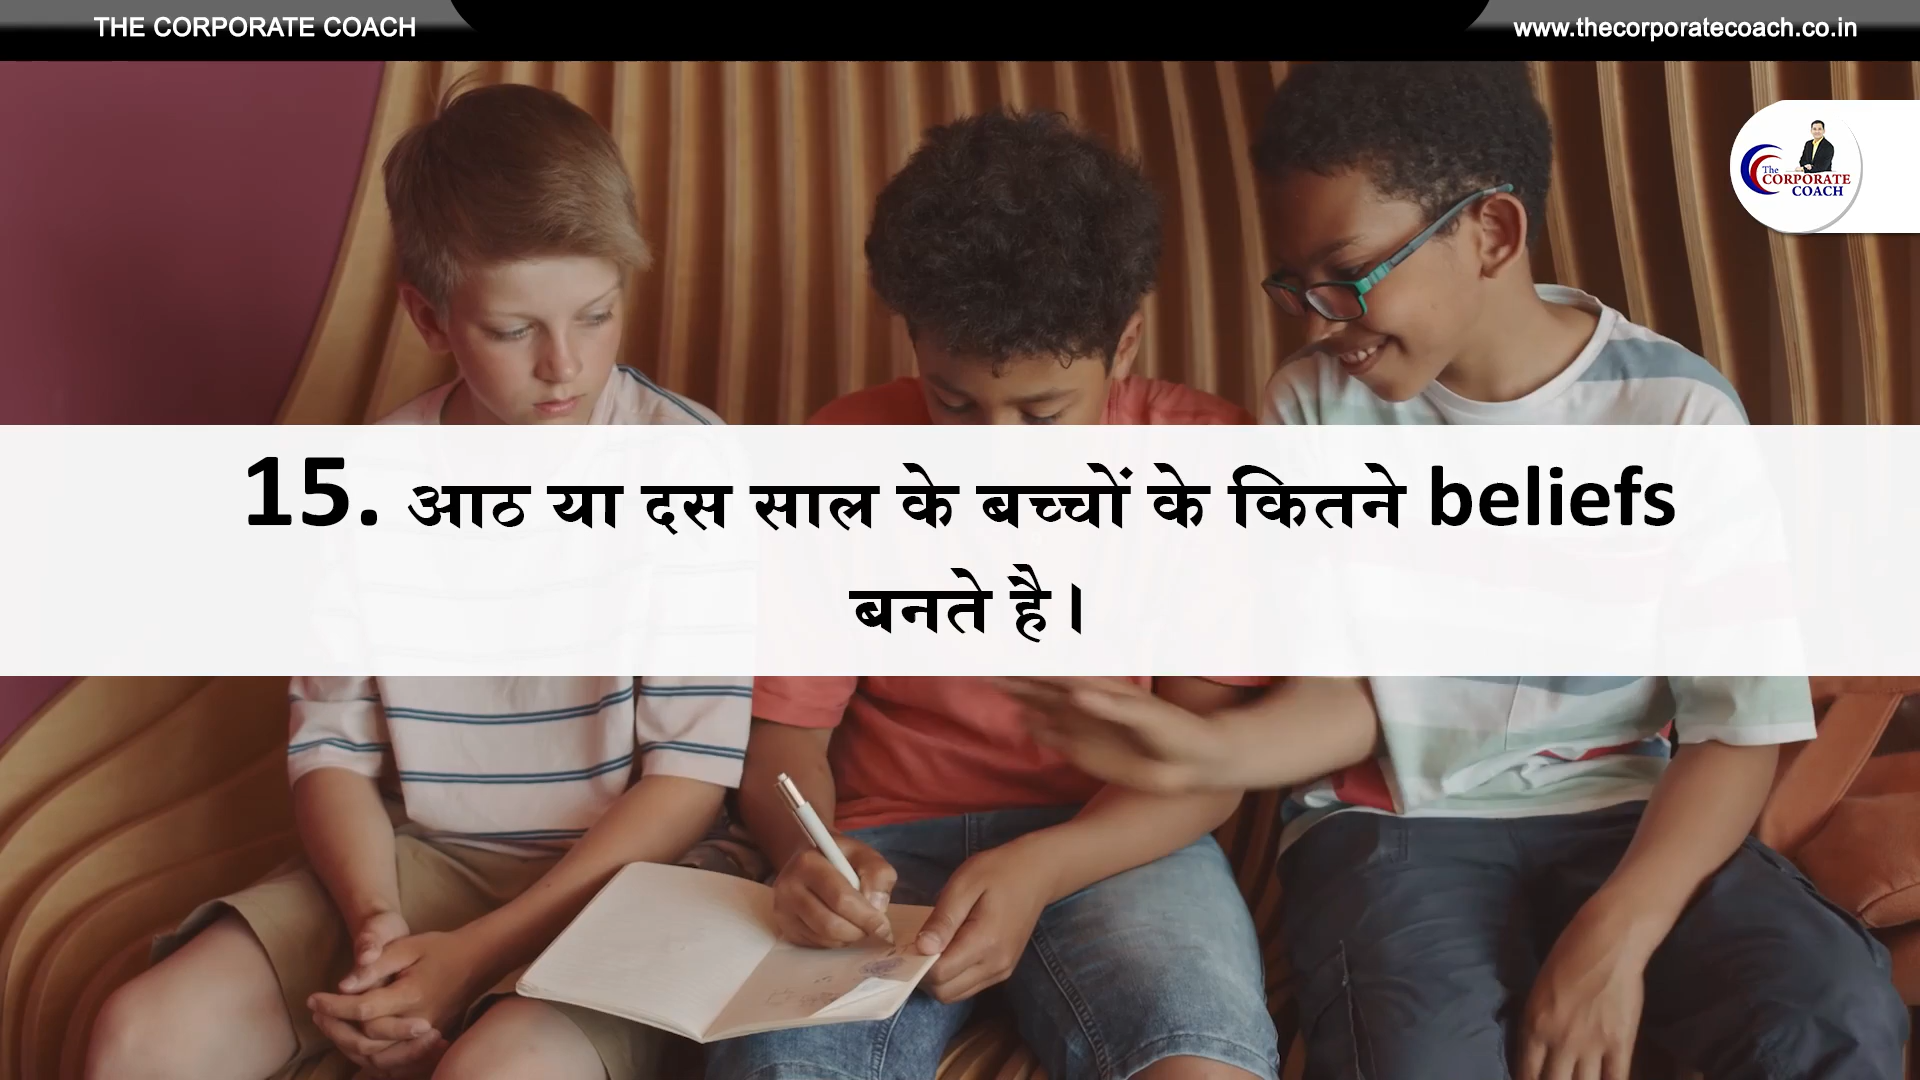 THE CORPORATE COACH
www.thecorporatecoach.co.in
The
CORPORATE
COACH
15. आठ या दस साल के बच्चों के कितने beliefs
बनते है।